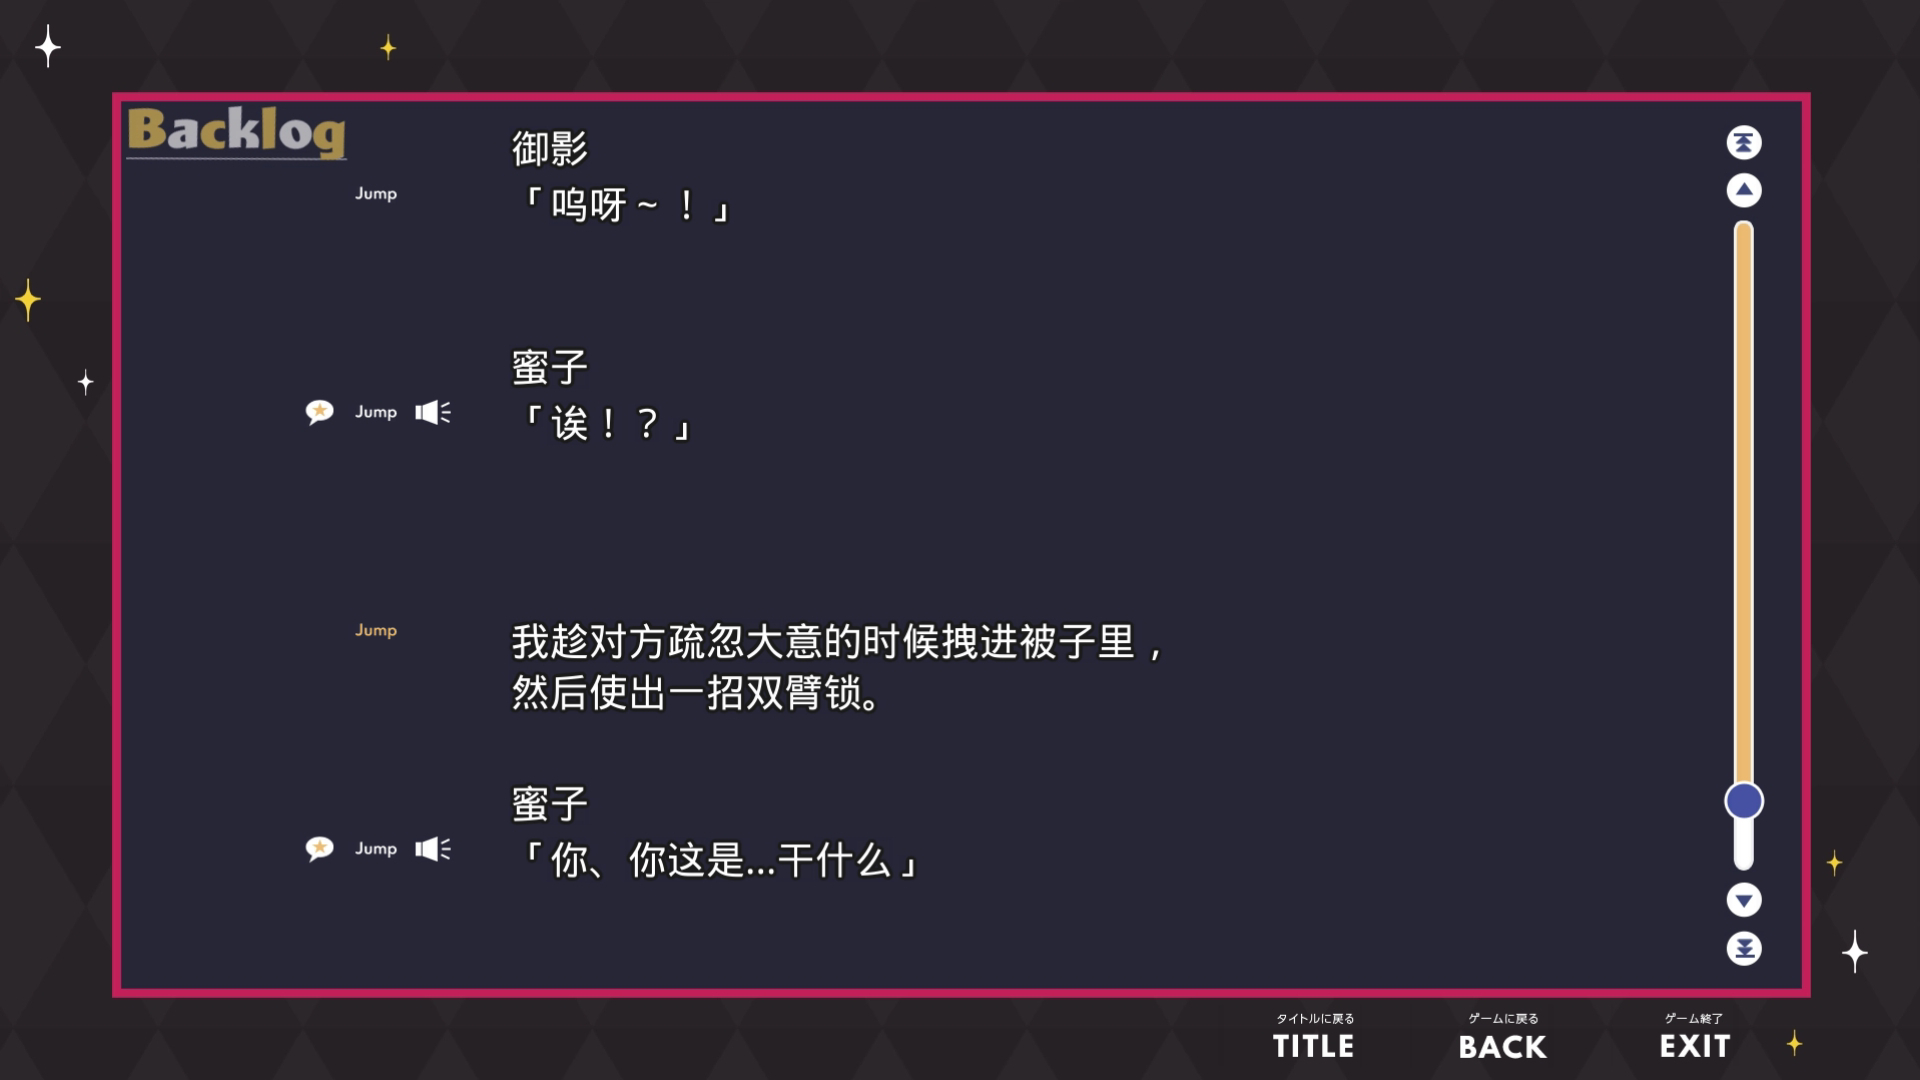 Backlog
御影
Jump
「呜呀～！」
蜜子
Jump
「诶！？」
Jump
我趁对方疏忽大意的时候拽进被子里，
然后使出一招双臂锁。
蜜子
Jump
「你、你这是...干什么」
タイトルに戻る
TITLE
ゲームに戻る
BACK
ゲーム終了
EXIT